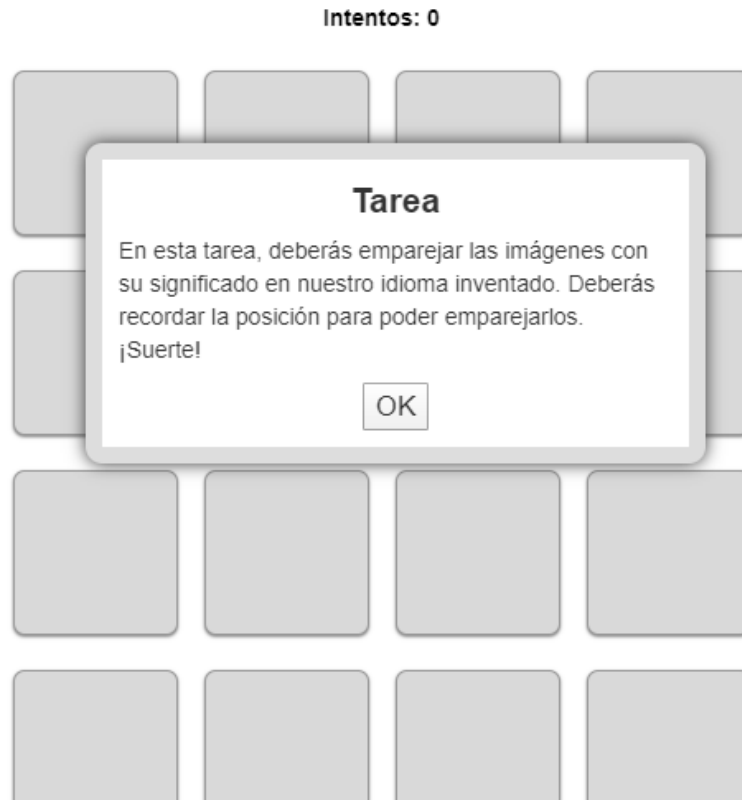 Intentos: 0
Tarea
En esta tarea, deberás emparejar las imágenes con
su significado en nuestro idioma inventado. Deberás
recordar la posición para poder emparejarlos.
¡Suerte!
OK